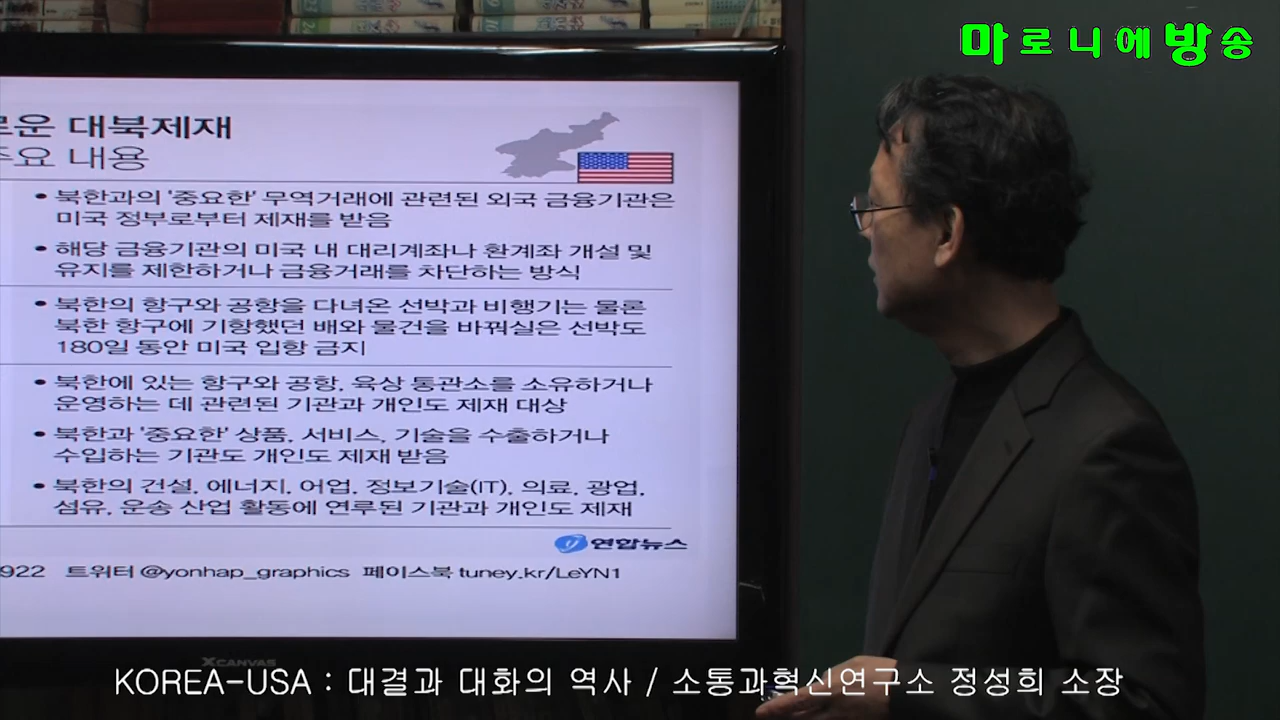 마로니에방송
로운 대북제재
주요 내용
• 북한과의 '중요한' 무역거래에 관련된 외국 금융기관은
미국 정부로부터 제재를 받음
• 해당 금융기관의 미국 내 대리계좌나 환계좌 개설 및
유지를 제한하거나 금융거래를 차단하는 방식
• 북한의 항구와 공항을 다녀온 선박과 비행기는 물론
북한 항구에 기항했던 배와 물건을 바꿔실은 선박도
180일 동안 미국 입항 금지
• 북한에 있는 항구와 공항, 육상 통관소를 소유하거나
운영하는 데 관련된 기관과 개인도 제재 대상
• 북한과 '중요한' 상품, 서비스, 기술을 수출하거나
수입하는 기관도 개인도 제재 받음
• 북한의 건설, 에너지, 어업, 정보기술(IT), 의료, 광업,
섬유, 운송 산업 활동에 연루된 기관과 개인도 제재
연합뉴스
922 트위터 @yonhap_graphics 페이스북 tuney.kr/LeYN1
XCANVAS
KOREA-USA : 대결과 대화의 역사 / 소통과혁신연구소 정성희 소장